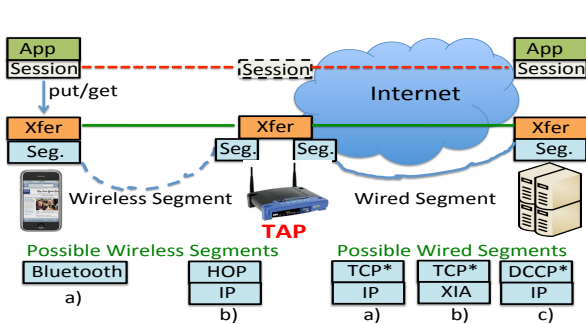 App
Session
put/get
Session
Internet
App
Session
Xfer
Seg.
Xfer
Seg.
Seg.
Xfer
Seg.
Wireless Segment
TAP
Wired Segment
Possible Wireless Segments
Bluetooth
a)
HOP
IP
b)
Possible Wired Segments
TCP*
IP
a)
TCP*
XIA
b)
DCCP*
IP
c)